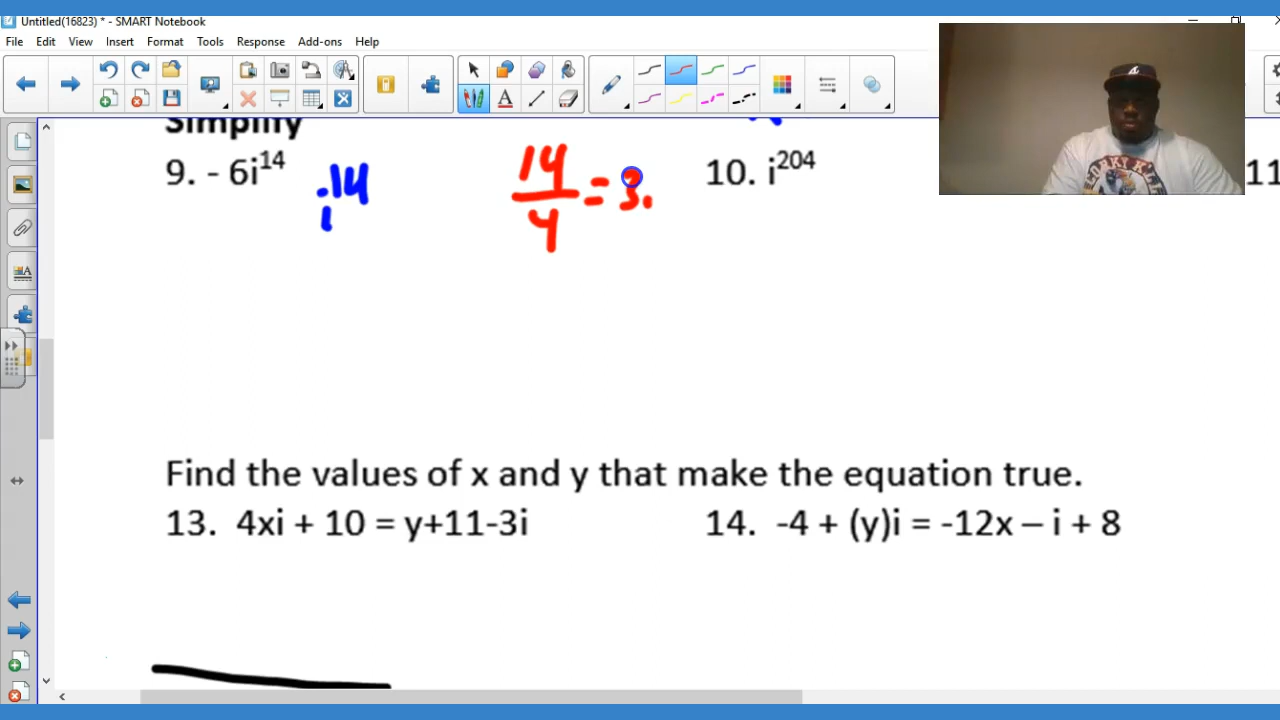 Untitled(16823) * - SMART Notebook
File Edit View Insert Format Tools Response Add-ons Help
Simplify
9. - 6i¹⁴
i¹⁴
14/4 = 3.
10. i²⁰⁴
11
Find the values of x and y that make the equation true.
13. 4xi + 10 = y+11-3i
14. -4 + (y)i = -12x – i + 8